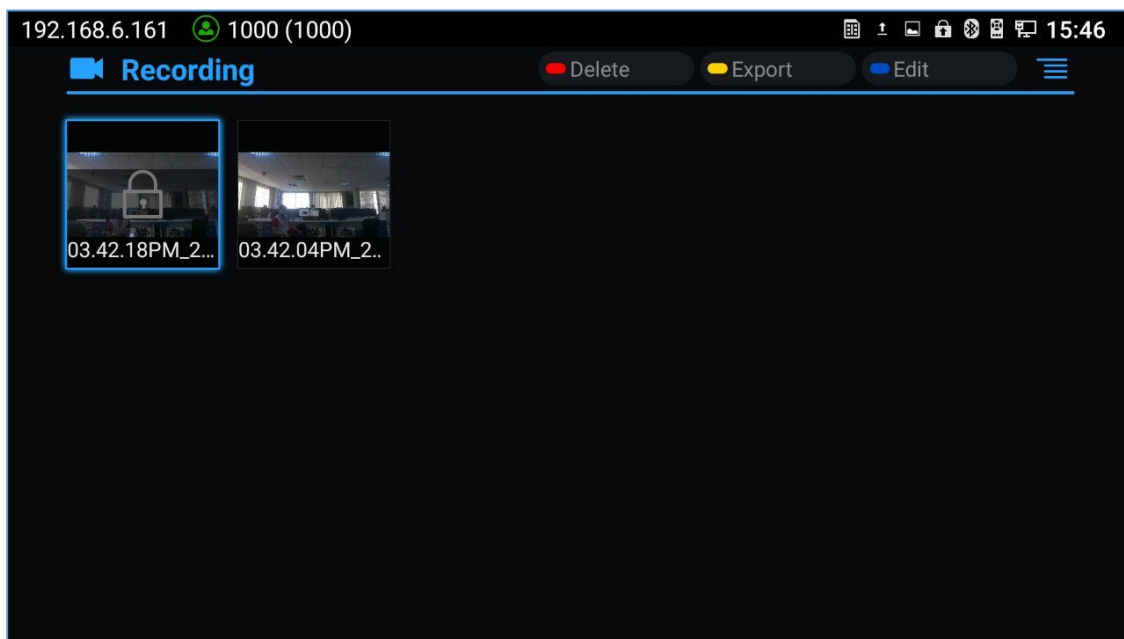 192.168.6.161 1000 (1000) 15:46
Recording Delete Export Edit
03.42.18PM_2... 03.42.04PM_2..